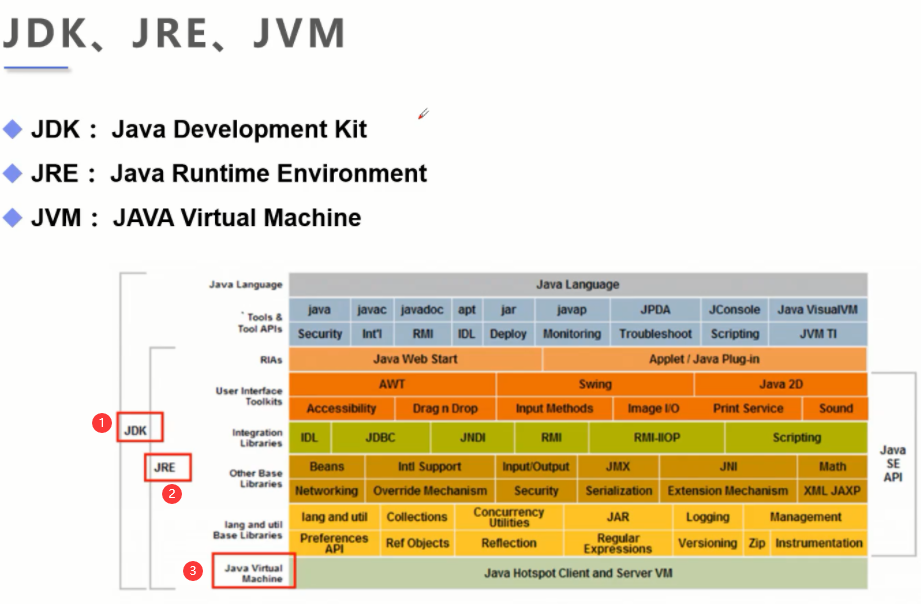 JDK、JRE、JVM
JDK： Java Development Kit
JRE： Java Runtime Environment
JVM： JAVA Virtual Machine
Java Language Java Language
` Tools & Tool APIs
java javac javadoc apt jar javap JPDA JConsole Java VisualVM
Security Int'l RMI IDL Deploy Monitoring Troubleshoot Scripting JVM TI
RIAs Java Web Start Applet / Java Plug-in
User Interface Toolkits
AWT Swing Java 2D
Accessibility Drag n Drop Input Methods Image I/O Print Service Sound
Integration Libraries
IDL JDBC JNDI RMI RMI-IIOP Scripting
Other Base Libraries
Beans Intl Support Input/Output JMX JNI Math
Networking Override Mechanism Security Serialization Extension Mechanism XML JAXP
lang and util Base Libraries
lang and util Collections Concurrency Utilities JAR Logging Management
Preferences API Ref Objects Reflection Regular Expressions Versioning Zip Instrumentation
Java Virtual Machine
Java Hotspot Client and Server VM
1 JDK
2 JRE
3
Java SE API